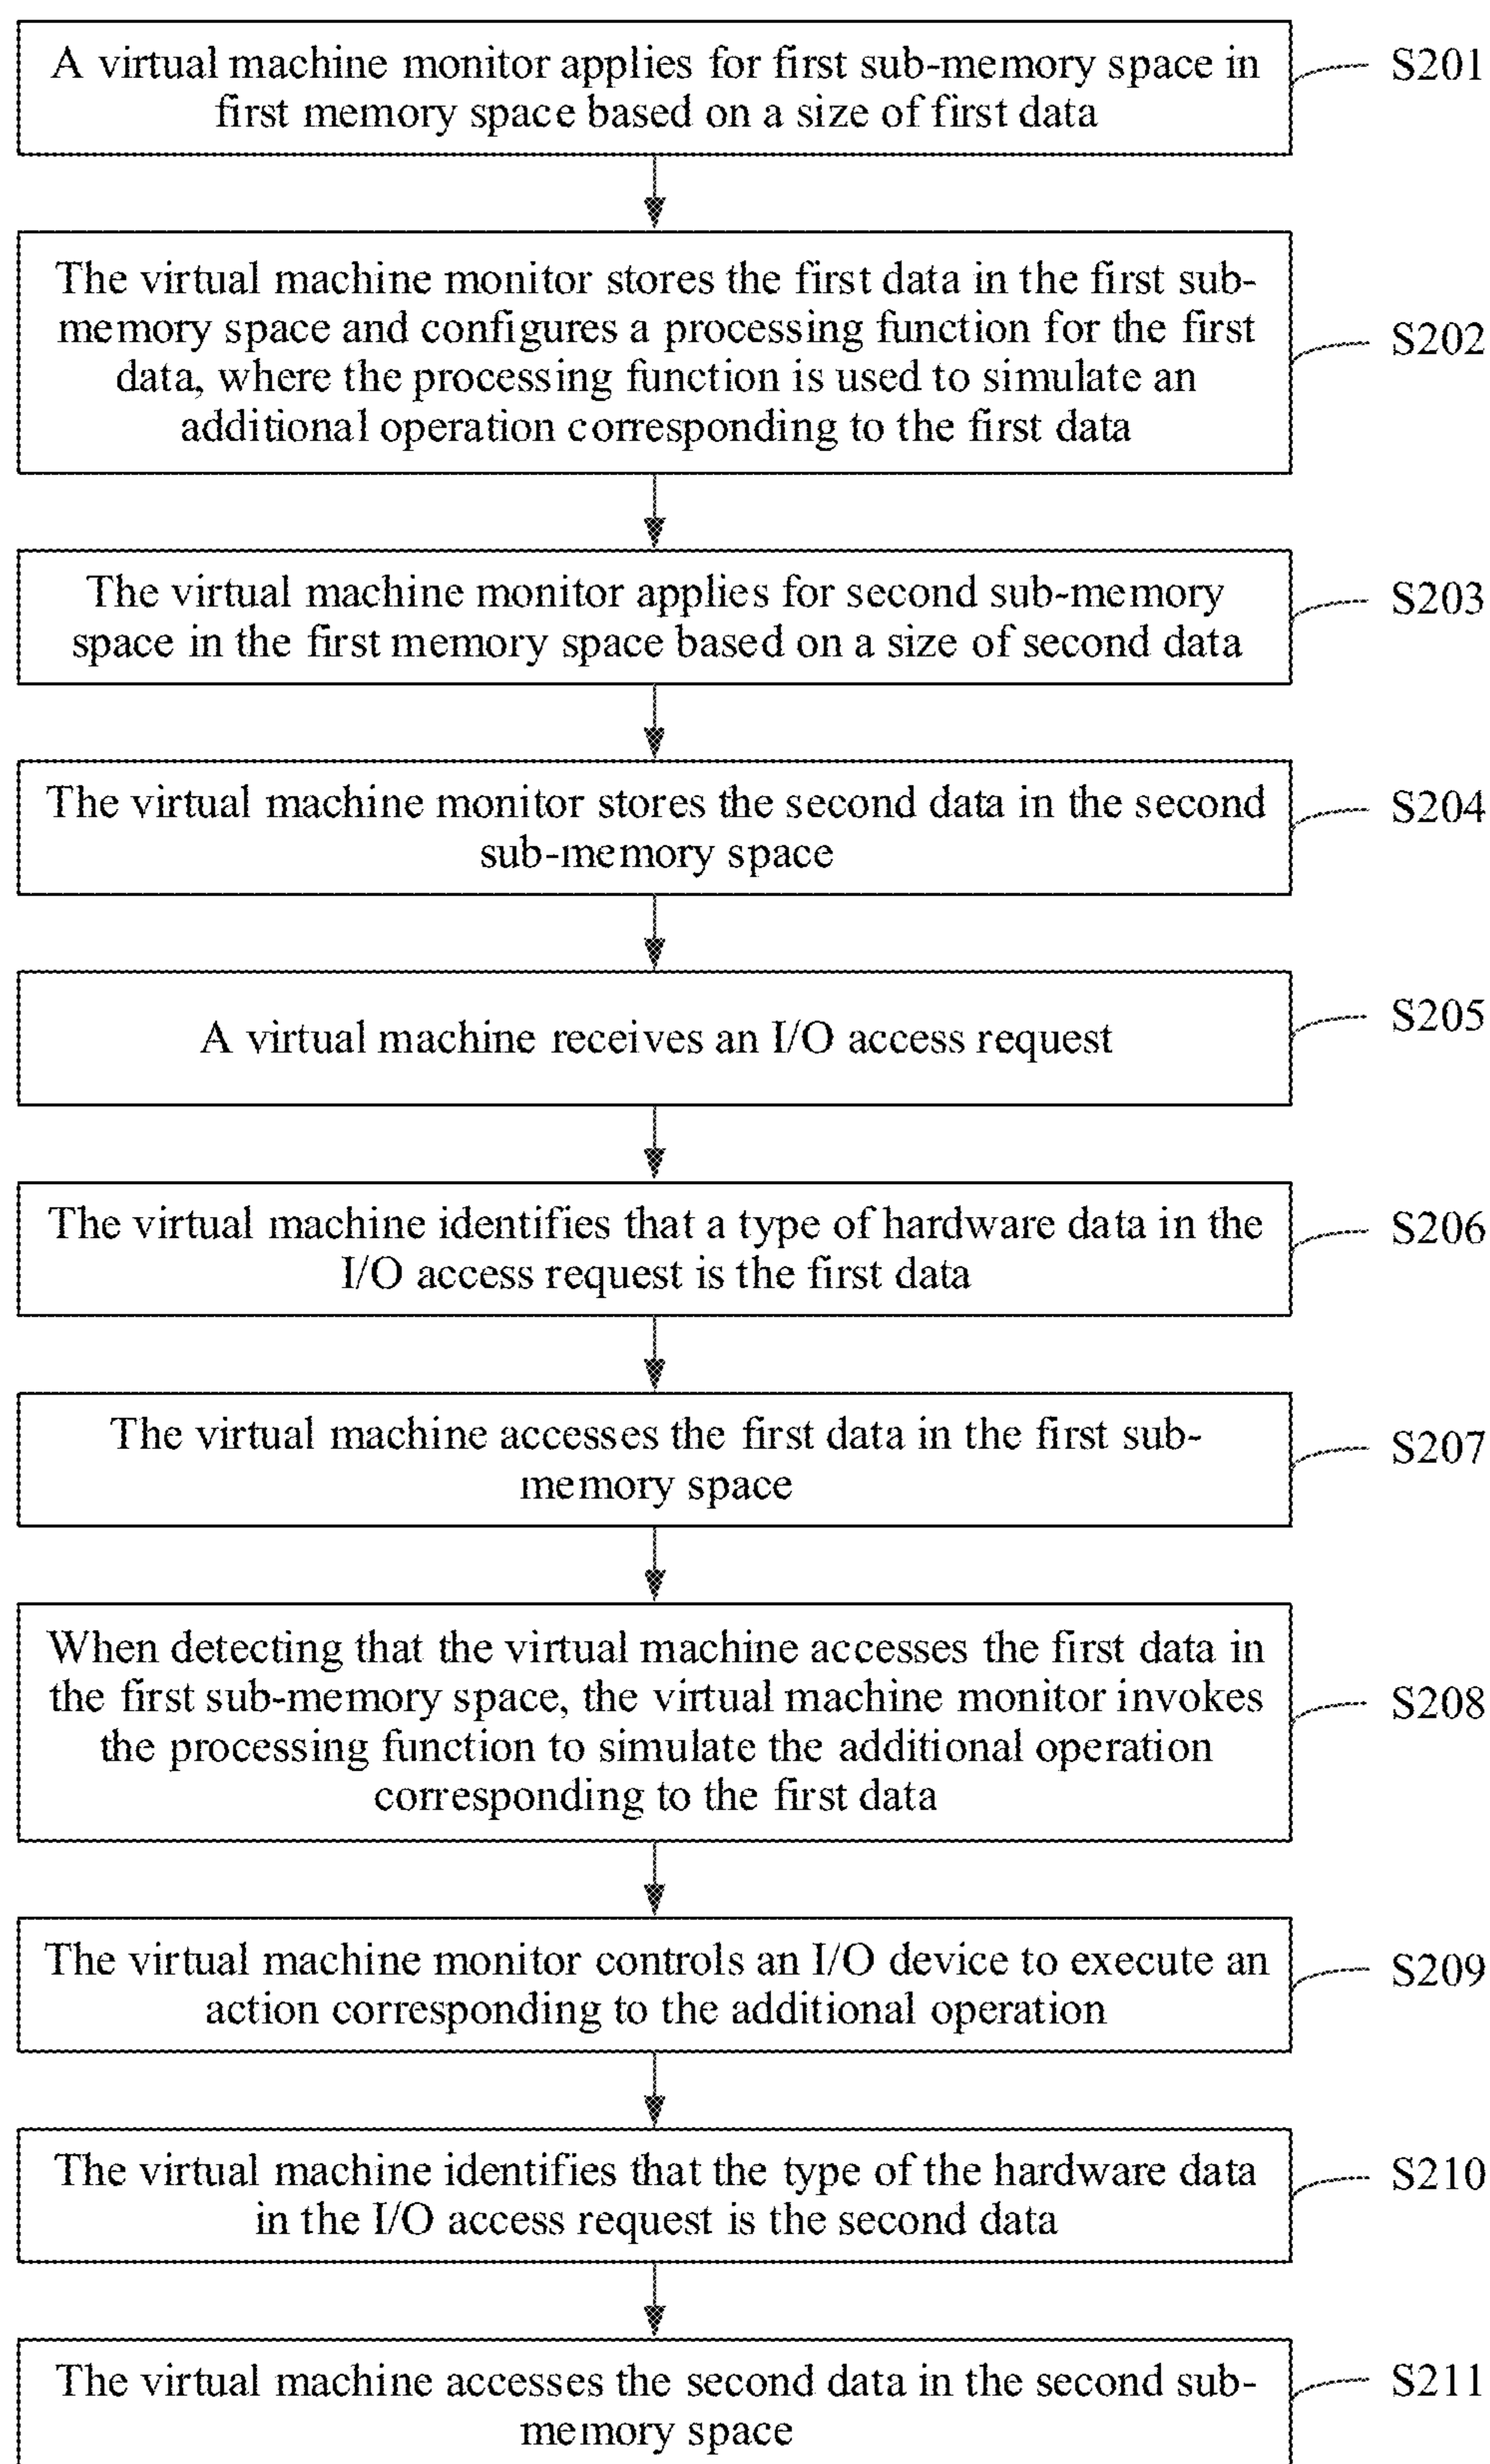 A virtual machine monitor applies for first sub-memory space in
first memory space based on a size of first data
S201
The virtual machine monitor stores the first data in the first sub-
memory space and configures a processing function for the first
data, where the processing function is used to simulate an
additional operation corresponding to the first data
S202
The virtual machine monitor applies for second sub-memory
space in the first memory space based on a size of second data
S203
The virtual machine monitor stores the second data in the second
sub-memory space
S204
A virtual machine receives an I/O access request
S205
The virtual machine identifies that a type of hardware data in the
I/O access request is the first data
S206
The virtual machine accesses the first data in the first sub-
memory space
S207
When detecting that the virtual machine accesses the first data in
the first sub-memory space, the virtual machine monitor invokes
the processing function to simulate the additional operation
corresponding to the first data
S208
The virtual machine monitor controls an I/O device to execute an
action corresponding to the additional operation
S209
The virtual machine identifies that the type of the hardware data
in the I/O access request is the second data
S210
The virtual machine accesses the second data in the second sub-
memory space
S211